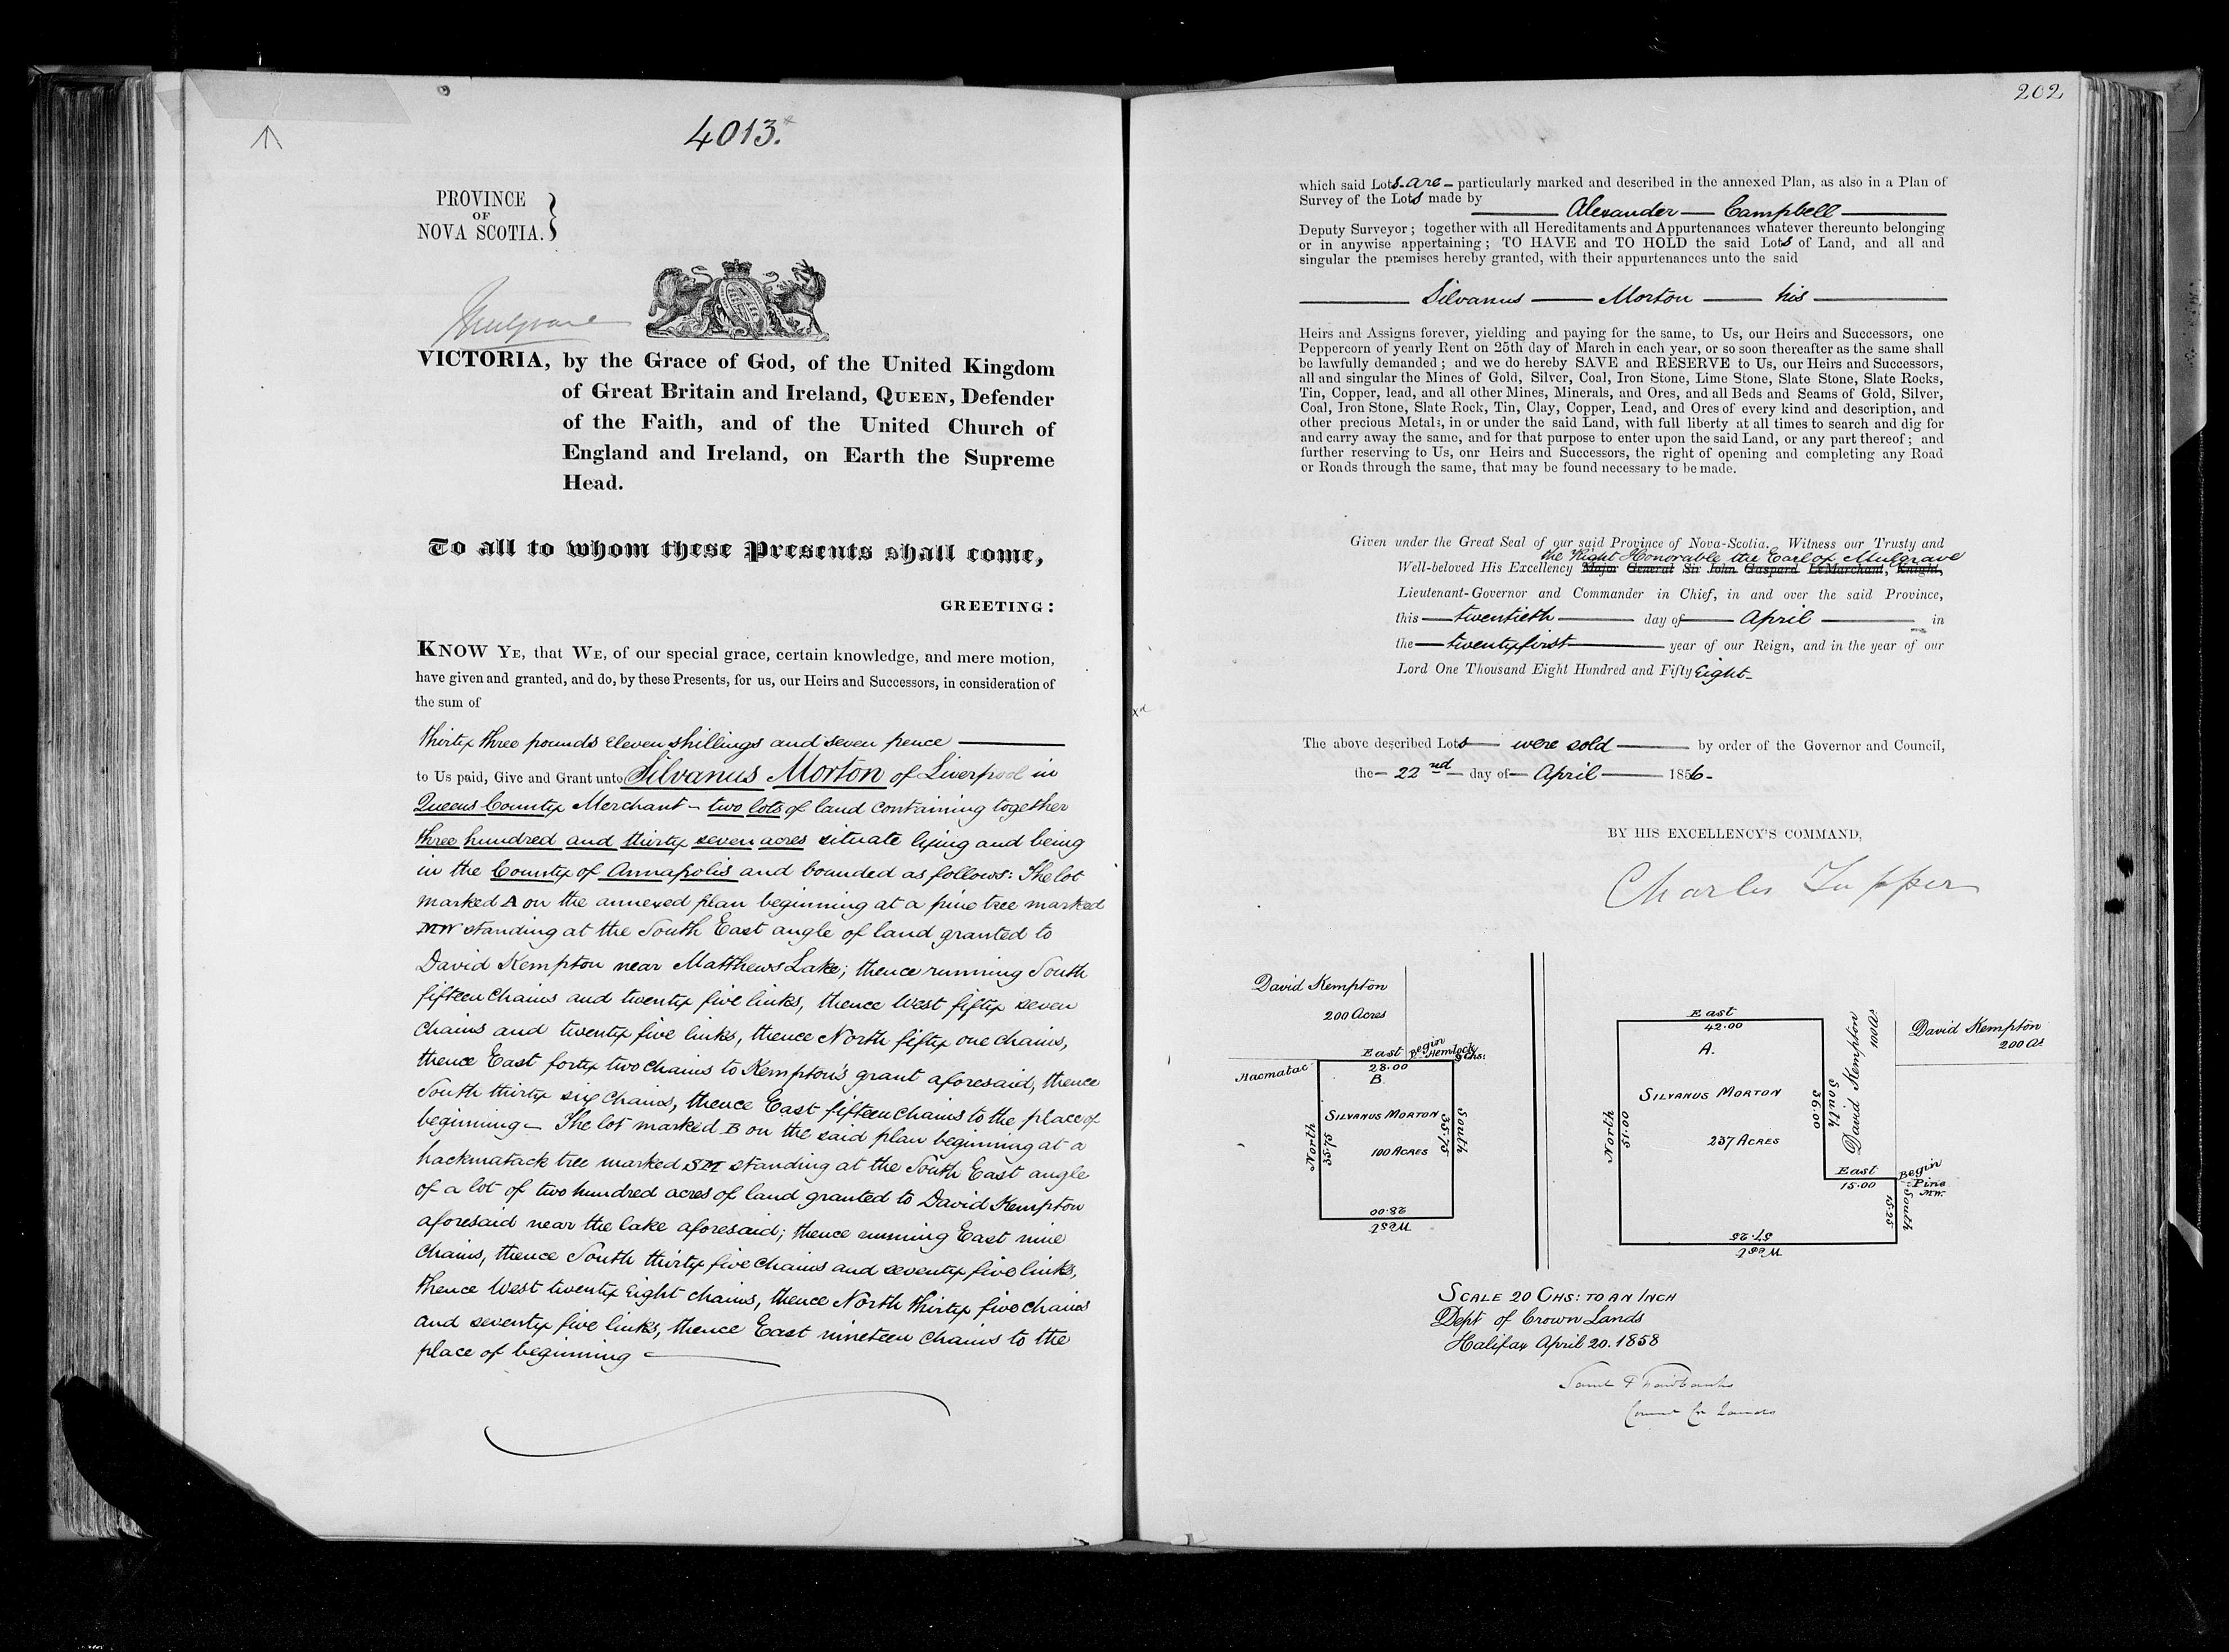 4013.
PROVINCE
OF
NOVA SCOTIA.
Mulgrave
VICTORIA, by the Grace of God, of the United Kingdom
of Great Britain and Ireland, QUEEN, Defender
of the Faith, and of the United Church of
England and Ireland, on Earth the Supreme
Head.
To all to whom these Presents shall come,
GREETING:
KNOW YE, that WE, of our special grace, certain knowledge, and mere motion,
have given and granted, and do, by these Presents, for us, our Heirs and Successors, in consideration of
the sum of
thirty three pounds eleven shillings and seven pence
to Us paid, Give and Grant unto Silvanus Morton of Liverpool in
Queens County Merchant - two lots of land containing together
three hundred and thirty seven acres situate lying and being
in the County of Annapolis and bounded as follows: The lot
marked A on the annexed plan beginning at a pine tree marked
MW standing at the South East angle of land granted to
David Kempton near Matthews Lake; thence running South
fifteen chains and twenty five links, thence West fifty seven
chains and twenty five links, thence North fifty one chains,
thence East forty two chains to Kempton's grant aforesaid, thence
South thirty six chains, thence East fifteen chains to the place of
beginning - The lot marked B on the said plan beginning at a
hackmatack tree marked SM standing at the South East angle
of a lot of two hundred acres of land granted to David Kempton
aforesaid near the lake aforesaid; thence running East nine
chains, thence South thirty five chains and seventy five links,
thence West twenty eight chains, thence North thirty five chains
and seventy five links, thence East nineteen chains to the
place of beginning
202
which said Lots are - particularly marked and described in the annexed Plan, as also in a Plan of
Survey of the Lots made by
Alexander Campbell
Deputy Surveyor; together with all Hereditaments and Appurtenances whatever thereunto belonging
or in anywise appertaining; TO HAVE and TO HOLD the said Lots of Land, and all and
singular the premises hereby granted, with their appurtenances unto the said
Silvanus Morton his
Heirs and Assigns forever, yielding and paying for the same, to Us, our Heirs and Successors, one
Peppercorn of yearly Rent on 25th day of March in each year, or so soon thereafter as the same shall
be lawfully demanded; and we do hereby SAVE and RESERVE to Us, our Heirs and Successors,
all and singular the Mines of Gold, Silver, Coal, Iron Stone, Lime Stone, Slate Stone, Slate Rocks,
Tin, Copper, lead, and all other Mines, Minerals, and Ores, and all Beds and Seams of Gold, Silver,
Coal, Iron Stone, Slate Rock, Tin, Clay, Copper, Lead, and Ores of every kind and description, and
other precious Metals, in or under the said Land, with full liberty at all times to search and dig for
and carry away the same, and for that purpose to enter upon the said Land, or any part thereof; and
further reserving to Us, onr Heirs and Successors, the right of opening and completing any Road
or Roads through the same, that may be found necessary to be made.
Given under the Great Seal of our said Province of Nova-Scotia. Witness our Trusty and
the Right Honorable the Earl of Mulgrave
Well-beloved His Excellency Major General Sir John Gaspard Le Marchant, Knight,
Lieutenant-Governor and Commander in Chief, in and over the said Province,
this twentieth day of April in
the twenty first year of our Reign, and in the year of our
Lord One Thousand Eight Hundred and Fifty Eight-
The above described Lots were sold by order of the Governor and Council,
the 22nd day of April 1856-
BY HIS EXCELLENCY'S COMMAND,
Charles Tupper
David Kempton
200 Acres
Hacmatac
East
Begin
Hemlock
9 Chs:
28.00
B.
SILVANUS MORTON
100 ACRES
North
35.75
South
35.75
28.00
West
East
42.00
A.
SILVANUS MORTON
237 ACRES
North
51.00
South
36.00
David Kempton
100 As
David Kempton
200 As
East
15.00
Begin
Pine
MW.
South
15.25
57.25
West
SCALE 20 CHS: TO AN INCH
Dept of Crown Lands
Halifax April 20. 1858
Saml P Fairbanks